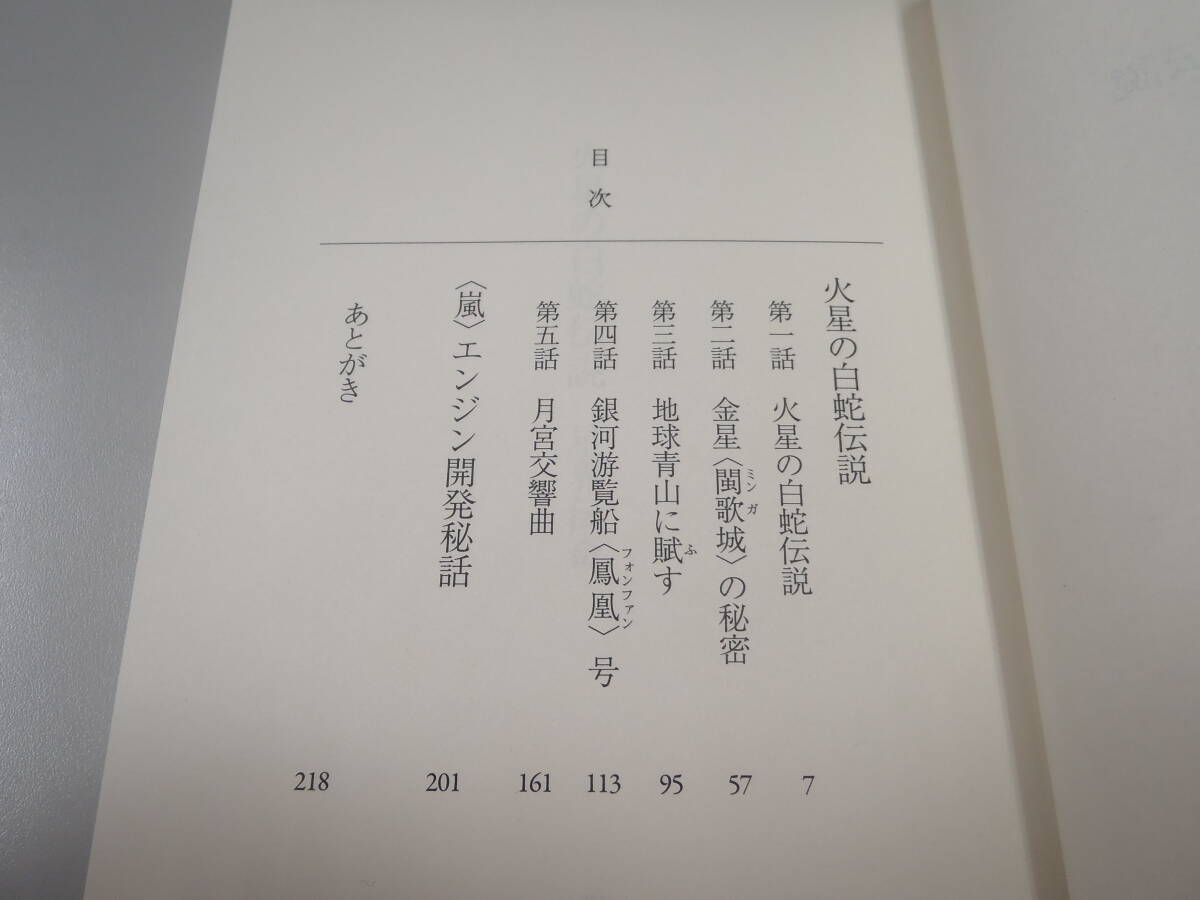 目次
火星の白蛇伝説
第一話 火星の白蛇伝説 7
第二話 金星〈閩歌城〉の秘密 57
ミンガ
第三話 地球青山に賦す 95
ふ
第四話 銀河游覧船〈鳳凰〉号 113
フォンファン
第五話 月宮交響曲 161
〈嵐〉エンジン開発秘話 201
あとがき 218